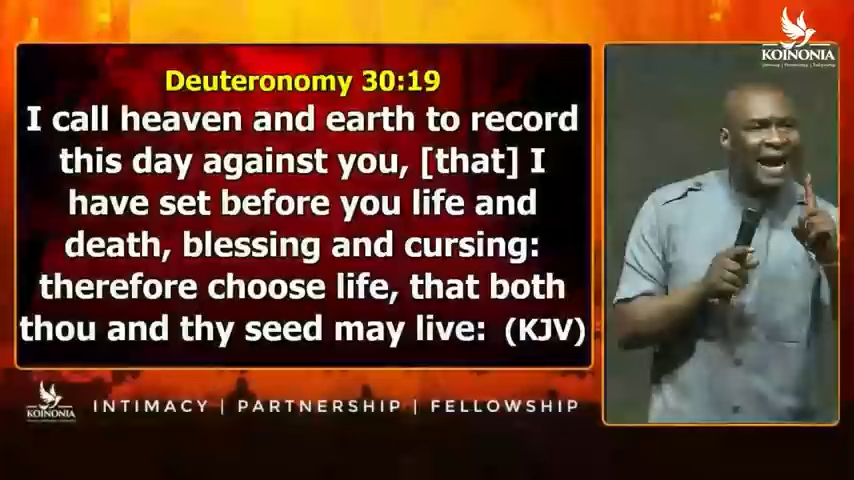 Deuteronomy 30:19
I call heaven and earth to record
this day against you, [that] I
have set before you life and
death, blessing and cursing:
therefore choose life, that both
thou and thy seed may live: (KJV)
KOINONIA
KOINONIA
INTIMACY | PARTNERSHIP | FELLOWSHIP